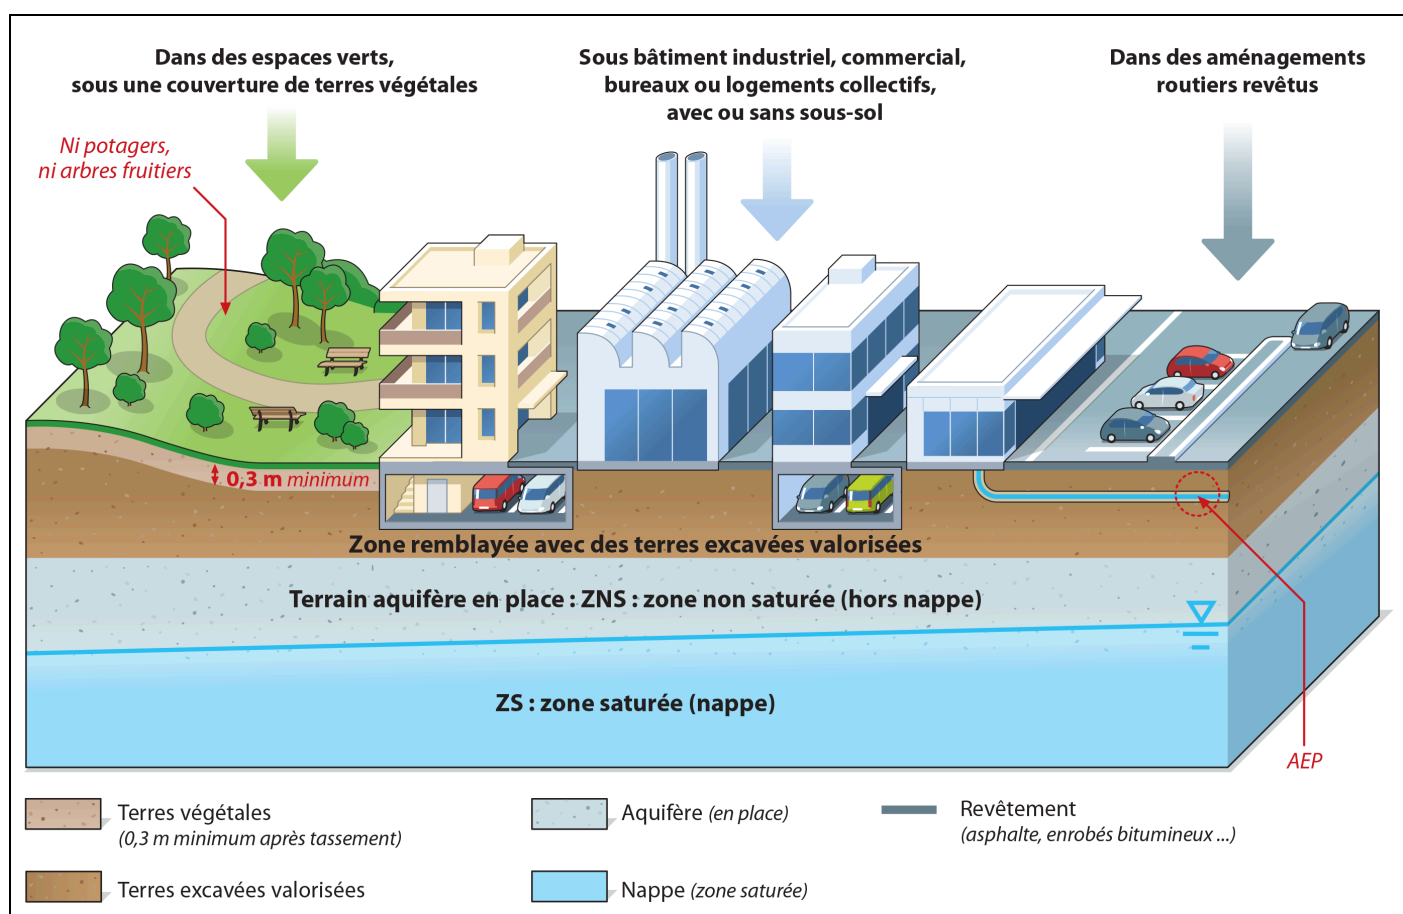 Dans des espaces verts,
sous une couverture de terres végétales
Sous bâtiment industriel, commercial,
bureaux ou logements collectifs,
avec ou sans sous-sol
Dans des aménagements
routiers revêtus
Ni potagers,
ni arbres fruitiers
0,3 m minimum
Zone remblayée avec des terres excavées valorisées
Terrain aquifère en place : ZNS : zone non saturée (hors nappe)
ZS : zone saturée (nappe)
AEP
Terres végétales
(0,3 m minimum après tassement)
Terres excavées valorisées
Aquifère (en place)
Nappe (zone saturée)
Revêtement
(asphalte, enrobés bitumineux ...)